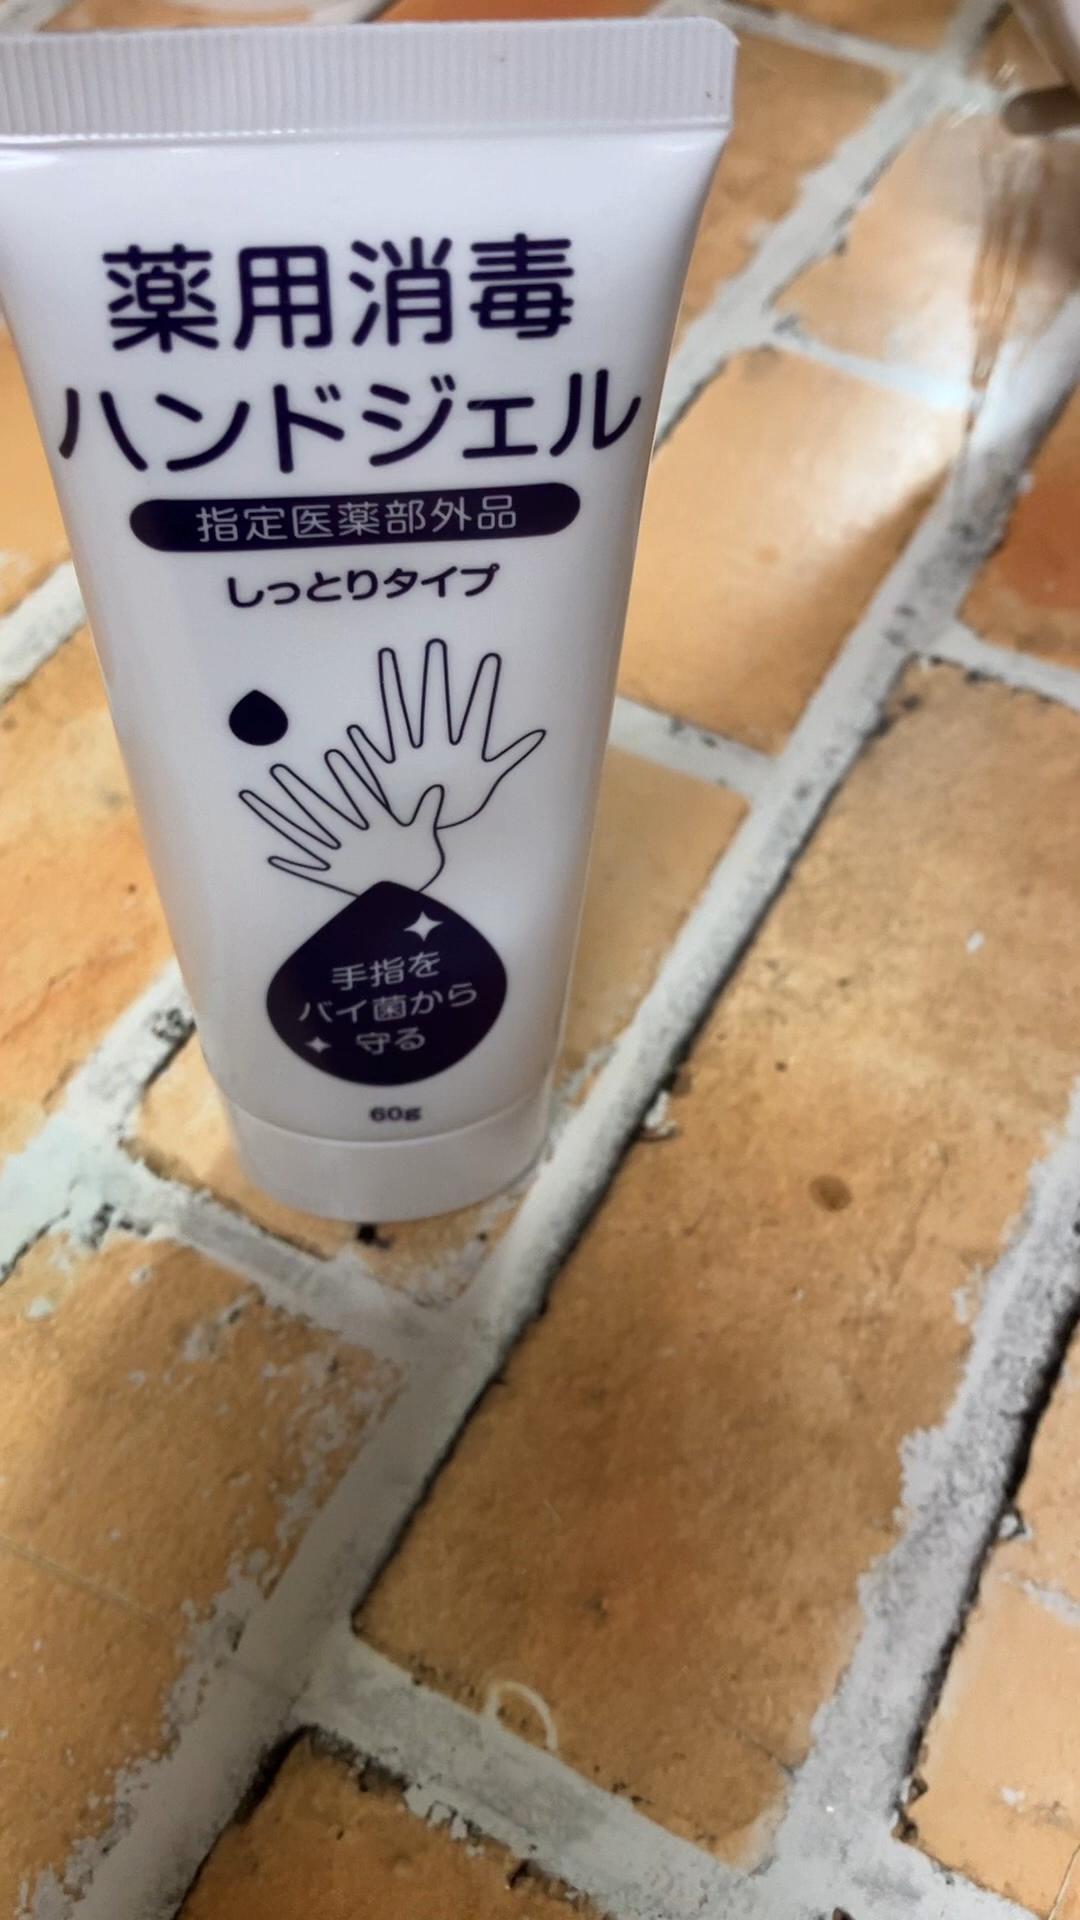 薬用消毒
ハンドジェル
指定医薬部外品
しっとりタイプ
手指を
バイ菌から
守る
60g